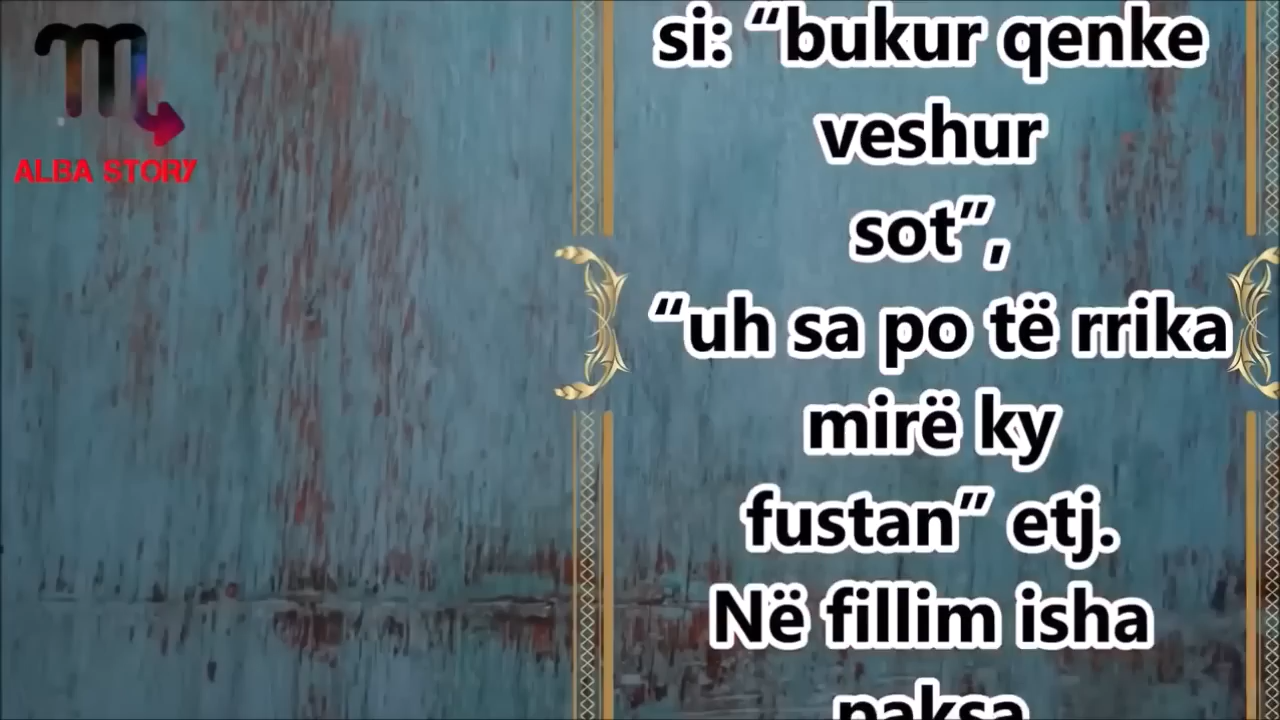 ALBA STORY
si: “bukur qenke
veshur
sot”,
“uh sa po të rrika
mirë ky
fustan” etj.
Në fillim isha
paksa